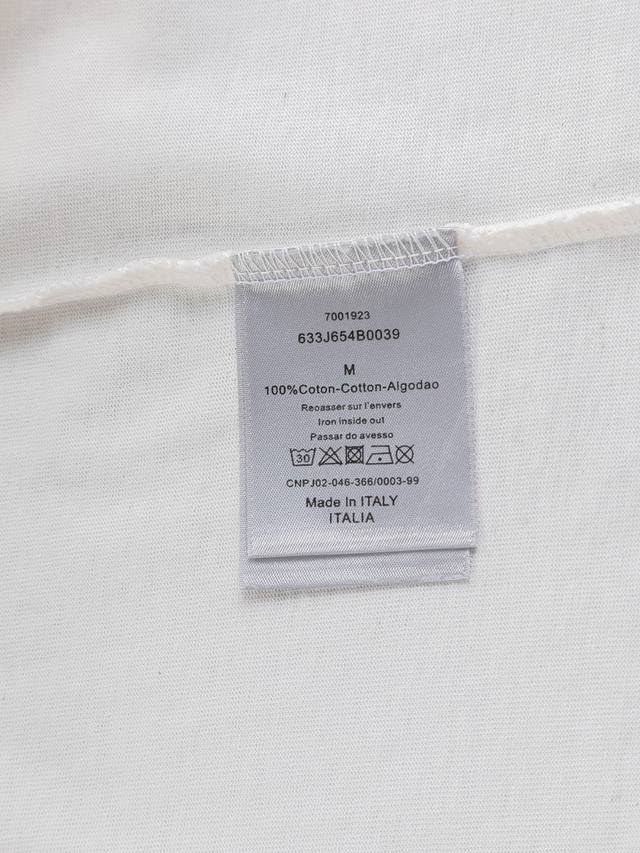 7001923
633J654B0039
M
100%Coton-Cotton-Algodao
Reoasser sur l'envers
Iron inside out
Passar do avesso
30
CNPJ02-046-366/0003-99
Made In ITALY
ITALIA